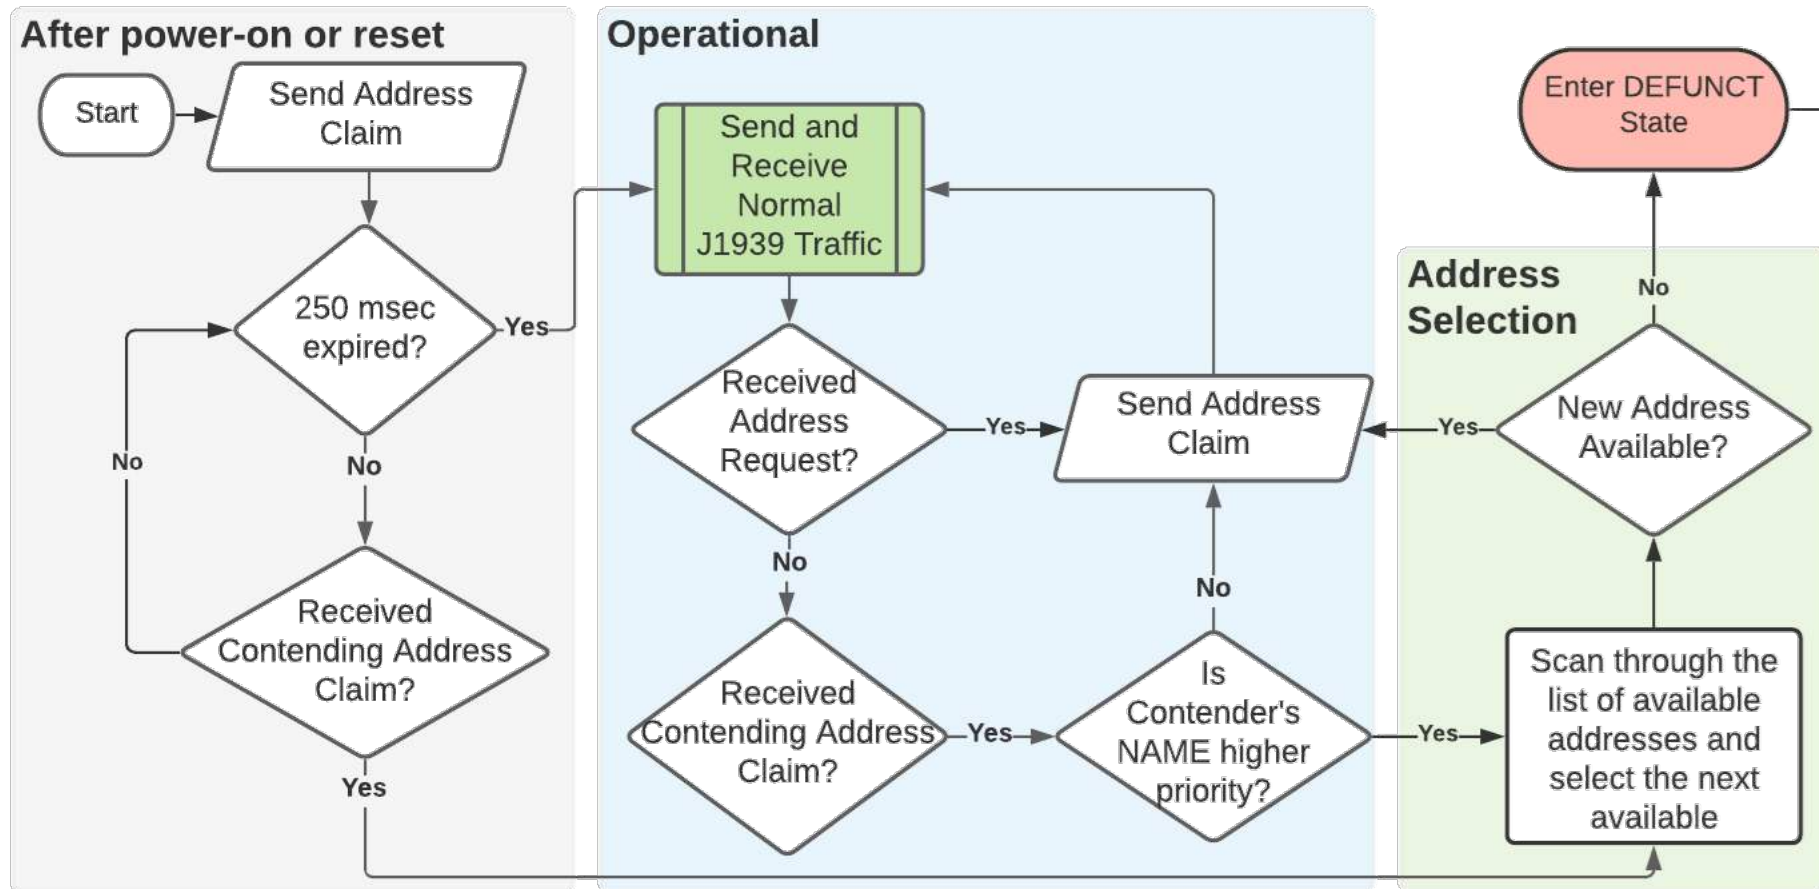 After power-on or reset
Start
Send Address
Claim
250 msec
expired?
Yes
No
No
Received
Contending Address
Claim?
Yes
Operational
Send and
Receive
Normal
J1939 Traffic
Received
Address
Request?
Yes
Send Address
Claim
No
No
Received
Contending Address
Claim?
Yes
Is
Contender's
NAME higher
priority?
Yes
Enter DEFUNCT
State
Address
Selection
No
New Address
Available?
Yes
Scan through the
list of available
addresses and
select the next
available